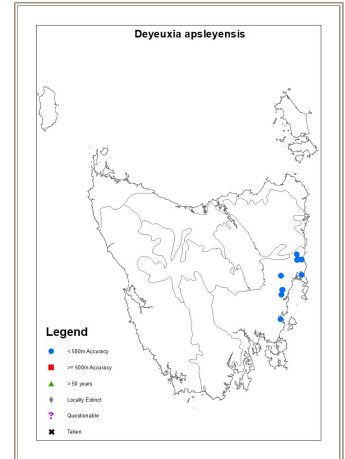 Deyeuxia apsleyensis
Legend
< 500m Accuracy
>= 500m Accuracy
> 50 years
Locally Extinct
Questionable
Taken